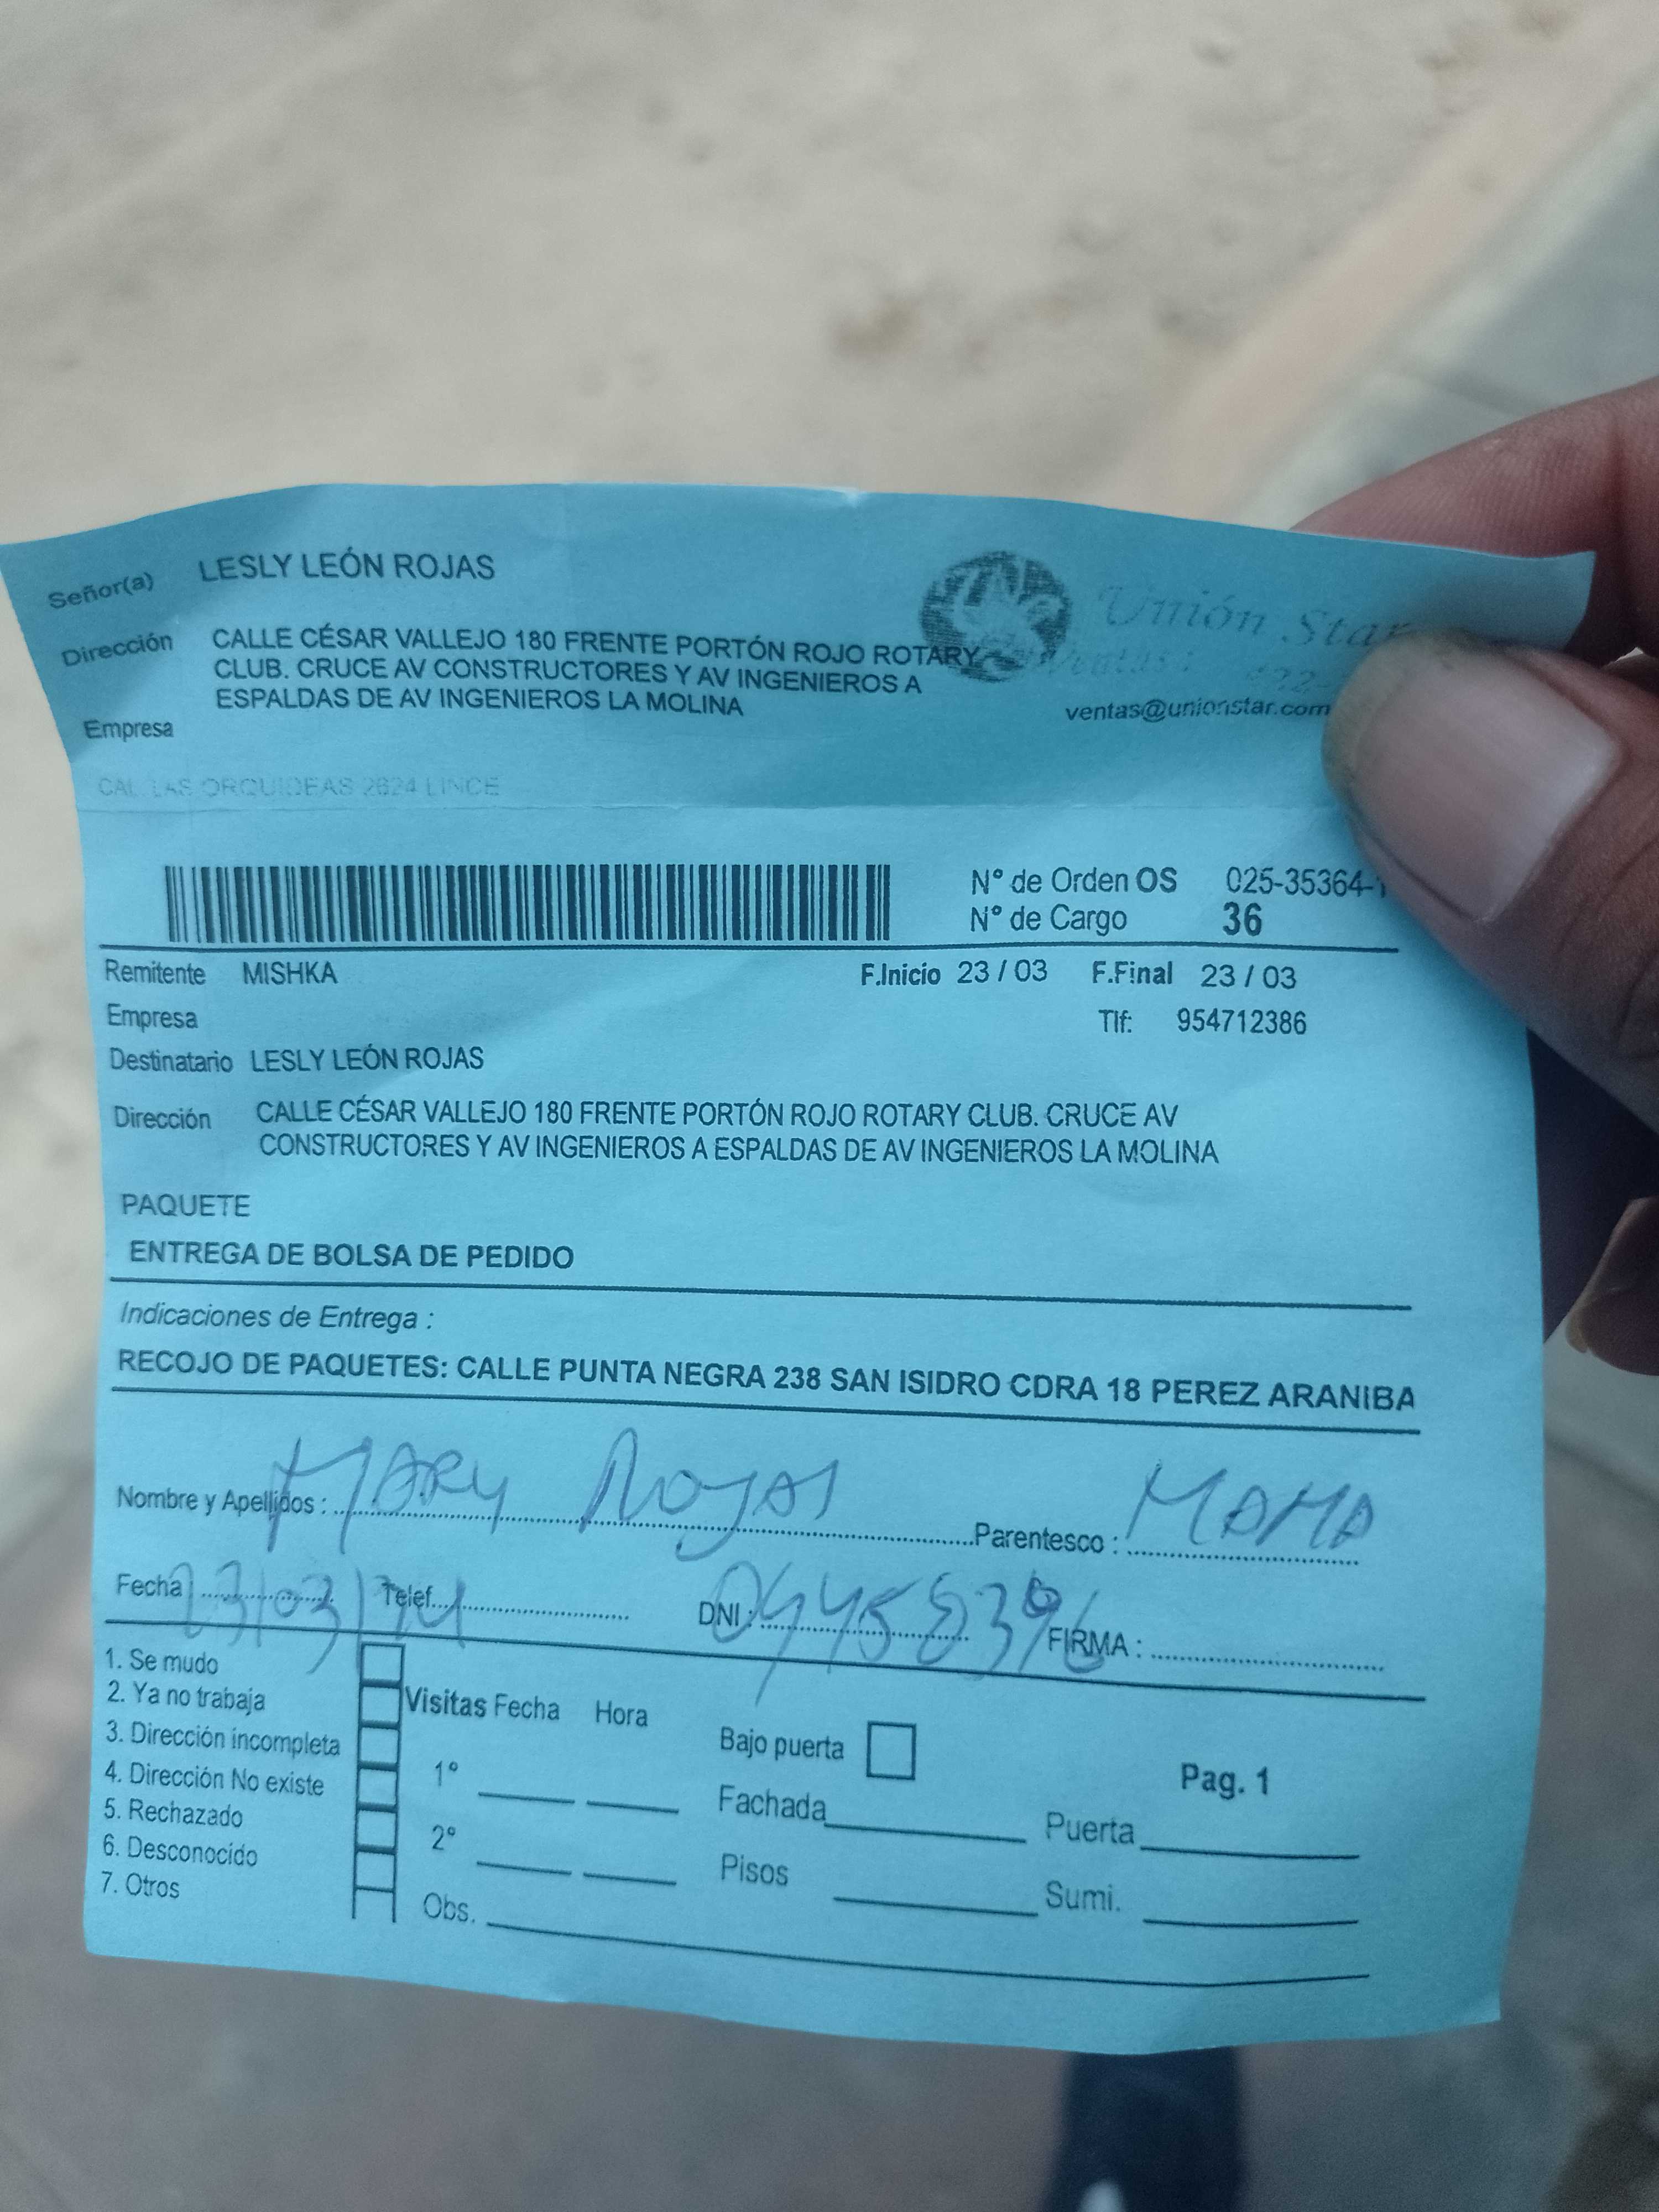 Señor(a) LESLY LEÓN ROJAS
Unión Star
Dirección CALLE CÉSAR VALLEJO 180 FRENTE PORTÓN ROJO ROTARY
CLUB. CRUCE AV CONSTRUCTORES Y AV INGENIEROS A
ESPALDAS DE AV INGENIEROS LA MOLINA
Ventas :
ventas@unionstar.com
Empresa
CAL. LAS ORQUIDEAS 2624 LINCE
N° de Orden OS 025-35364-
N° de Cargo 36
Remitente MISHKA F.Inicio 23 / 03 F.Final 23 / 03
Empresa Tlf: 954712386
Destinatario LESLY LEÓN ROJAS
Dirección CALLE CÉSAR VALLEJO 180 FRENTE PORTÓN ROJO ROTARY CLUB. CRUCE AV
CONSTRUCTORES Y AV INGENIEROS A ESPALDAS DE AV INGENIEROS LA MOLINA
PAQUETE
ENTREGA DE BOLSA DE PEDIDO
Indicaciones de Entrega :
RECOJO DE PAQUETES: CALLE PUNTA NEGRA 238 SAN ISIDRO CDRA 18 PEREZ ARANIBA
Nombre y Apellidos : MARY ROJAS Parentesco : MAMA
Fecha 23/03/ Telef. DNI: FIRMA :
1. Se mudo
2. Ya no trabaja
3. Dirección incompleta
4. Dirección No existe
5. Rechazado
6. Desconocido
7. Otros
Visitas Fecha Hora
1°
2°
Obs.
Bajo puerta
Fachada
Pisos
Pag. 1
Puerta
Sumi.